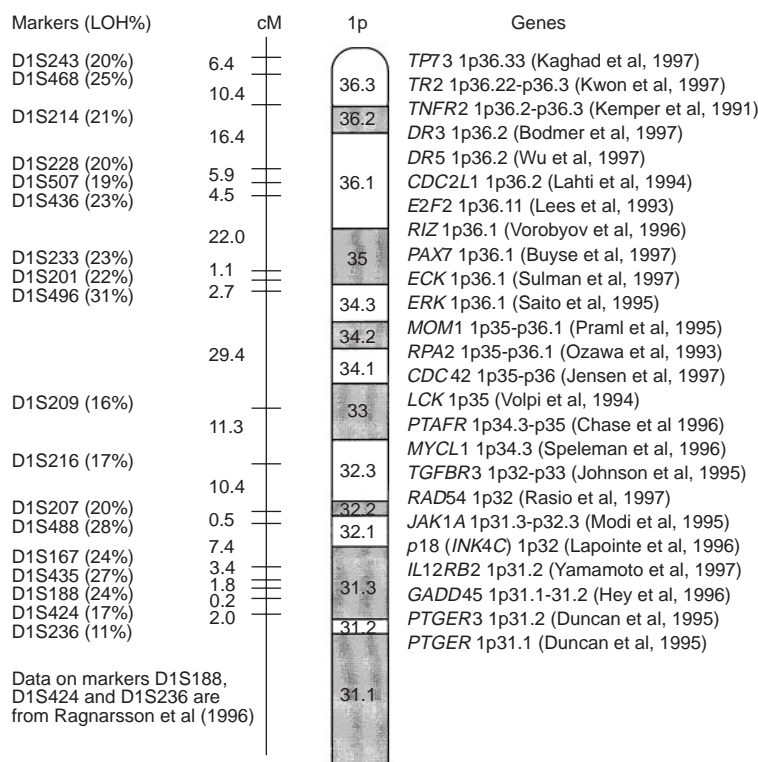 Markers (LOH%) cM 1p Genes
D1S243 (20%)
D1S468 (25%)
D1S214 (21%)
D1S228 (20%)
D1S507 (19%)
D1S436 (23%)
D1S233 (23%)
D1S201 (22%)
D1S496 (31%)
D1S209 (16%)
D1S216 (17%)
D1S207 (20%)
D1S488 (28%)
D1S167 (24%)
D1S435 (27%)
D1S188 (24%)
D1S424 (17%)
D1S236 (11%)
Data on markers D1S188,
D1S424 and D1S236 are
from Ragnarsson et al (1996)
6.4
10.4
16.4
5.9
4.5
22.0
1.1
2.7
29.4
11.3
10.4
0.5
7.4
3.4
1.8
0.2
2.0
36.3
36.2
36.1
35
34.3
34.2
34.1
33
32.3
32.2
32.1
31.3
31.2
31.1
TP73 1p36.33 (Kaghad et al, 1997)
TR2 1p36.22-p36.3 (Kwon et al, 1997)
TNFR2 1p36.2-p36.3 (Kemper et al, 1991)
DR3 1p36.2 (Bodmer et al, 1997)
DR5 1p36.2 (Wu et al, 1997)
CDC2L1 1p36.2 (Lahti et al, 1994)
E2F2 1p36.11 (Lees et al, 1993)
RIZ 1p36.1 (Vorobyov et al, 1996)
PAX7 1p36.1 (Buyse et al, 1997)
ECK 1p36.1 (Sulman et al, 1997)
ERK 1p36.1 (Saito et al, 1995)
MOM1 1p35-p36.1 (Praml et al, 1995)
RPA2 1p35-p36.1 (Ozawa et al, 1993)
CDC42 1p35-p36 (Jensen et al, 1997)
LCK 1p35 (Volpi et al, 1994)
PTAFR 1p34.3-p35 (Chase et al 1996)
MYCL1 1p34.3 (Speleman et al, 1996)
TGFBR3 1p32-p33 (Johnson et al, 1995)
RAD54 1p32 (Rasio et al, 1997)
JAK1A 1p31.3-p32.3 (Modi et al, 1995)
p18 (INK4C) 1p32 (Lapointe et al, 1996)
IL12RB2 1p31.2 (Yamamoto et al, 1997)
GADD45 1p31.1-31.2 (Hey et al, 1996)
PTGER3 1p31.2 (Duncan et al, 1995)
PTGER 1p31.1 (Duncan et al, 1995)